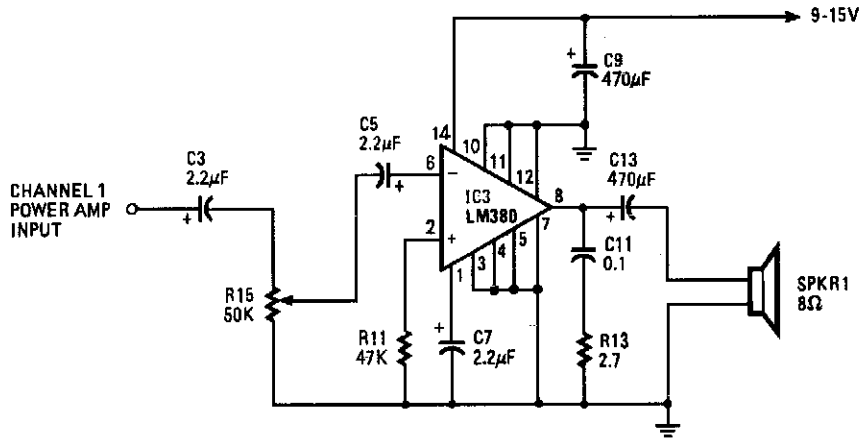 9-15V
+
C9
470µF
C3
2.2µF
+
CHANNEL 1
POWER AMP
INPUT
C5
2.2µF
+
14
10
11
12
6
−
IC3
LM380
8
2
+
7
5
4
3
1
C13
470µF
+
C11
0.1
SPKR1
8Ω
R15
50K
R11
47K
+
C7
2.2µF
R13
2.7